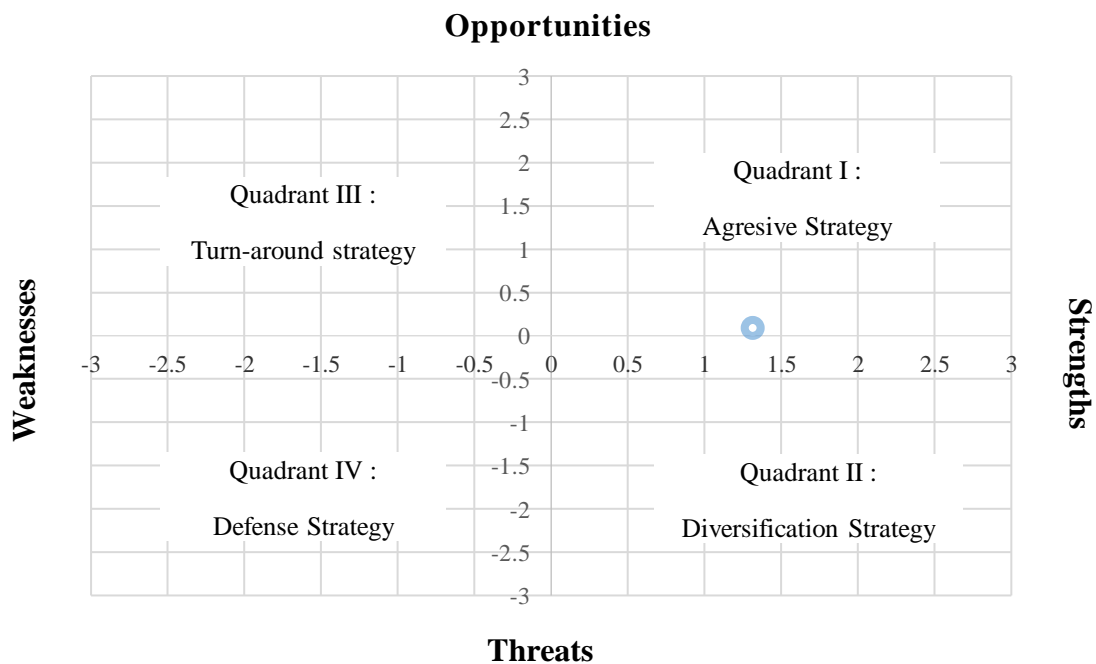 Opportunities
3
2.5
2
1.5
1
0.5
0
-0.5
-1
-1.5
-2
-2.5
-3
-3 -2.5 -2 -1.5 -1 -0.5 0 0.5 1 1.5 2 2.5 3
Quadrant III :
Turn-around strategy
Quadrant I :
Agresive Strategy
Quadrant IV :
Defense Strategy
Quadrant II :
Diversification Strategy
Weaknesses
Strengths
Threats